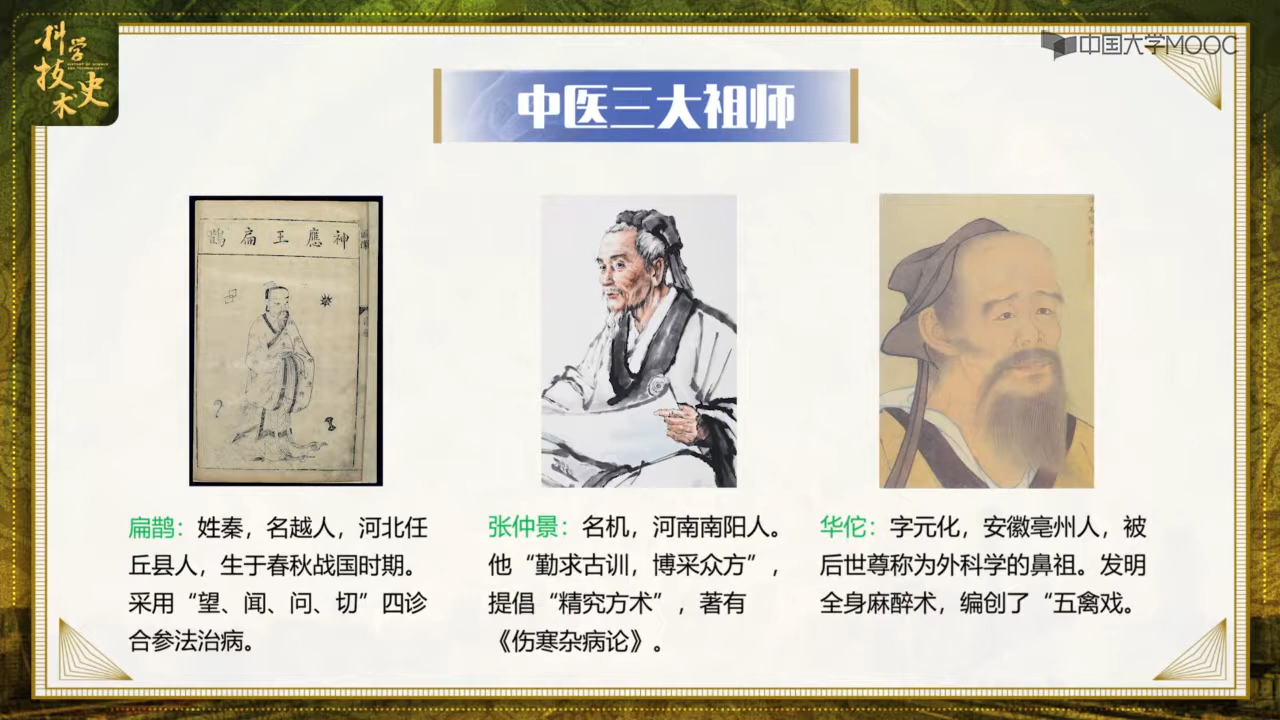 科学技术史
HISTORY OF SCIENCE
AND TECHNOLOGY
中国大学MOOC
中医三大祖师
鹊扁王應神
扁鹊：姓秦，名越人，河北任
丘县人，生于春秋战国时期。
采用“望、闻、问、切”四诊
合参法治病。
张仲景：名机，河南南阳人。
他“勤求古训，博采众方”，
提倡“精究方术”，著有
《伤寒杂病论》。
华佗：字元化，安徽亳州人，被
后世尊称为外科学的鼻祖。发明
全身麻醉术，编创了“五禽戏。